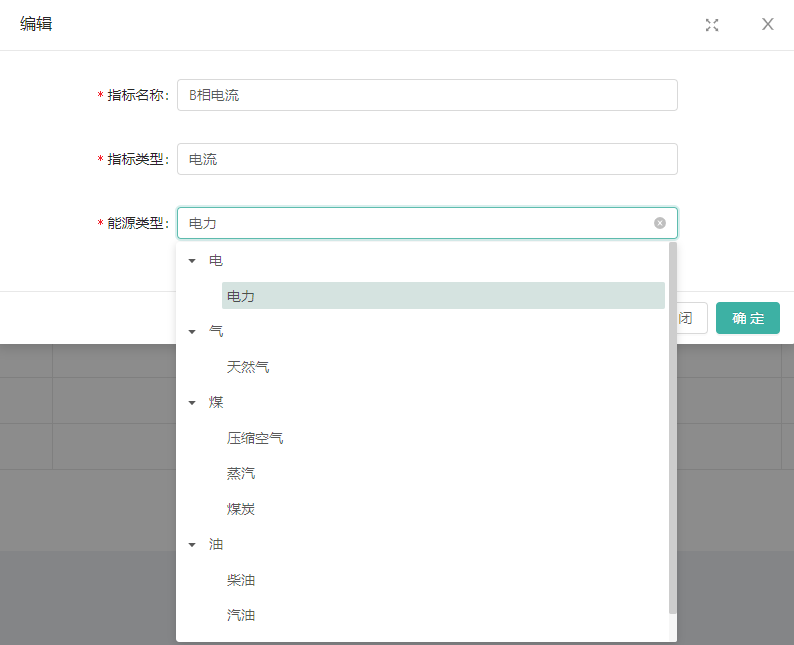 编辑
* 指标名称: B相电流
* 指标类型: 电流
* 能源类型: 电力
电
电力
闭 确 定
气
天然气
煤
压缩空气
蒸汽
煤炭
油
柴油
汽油